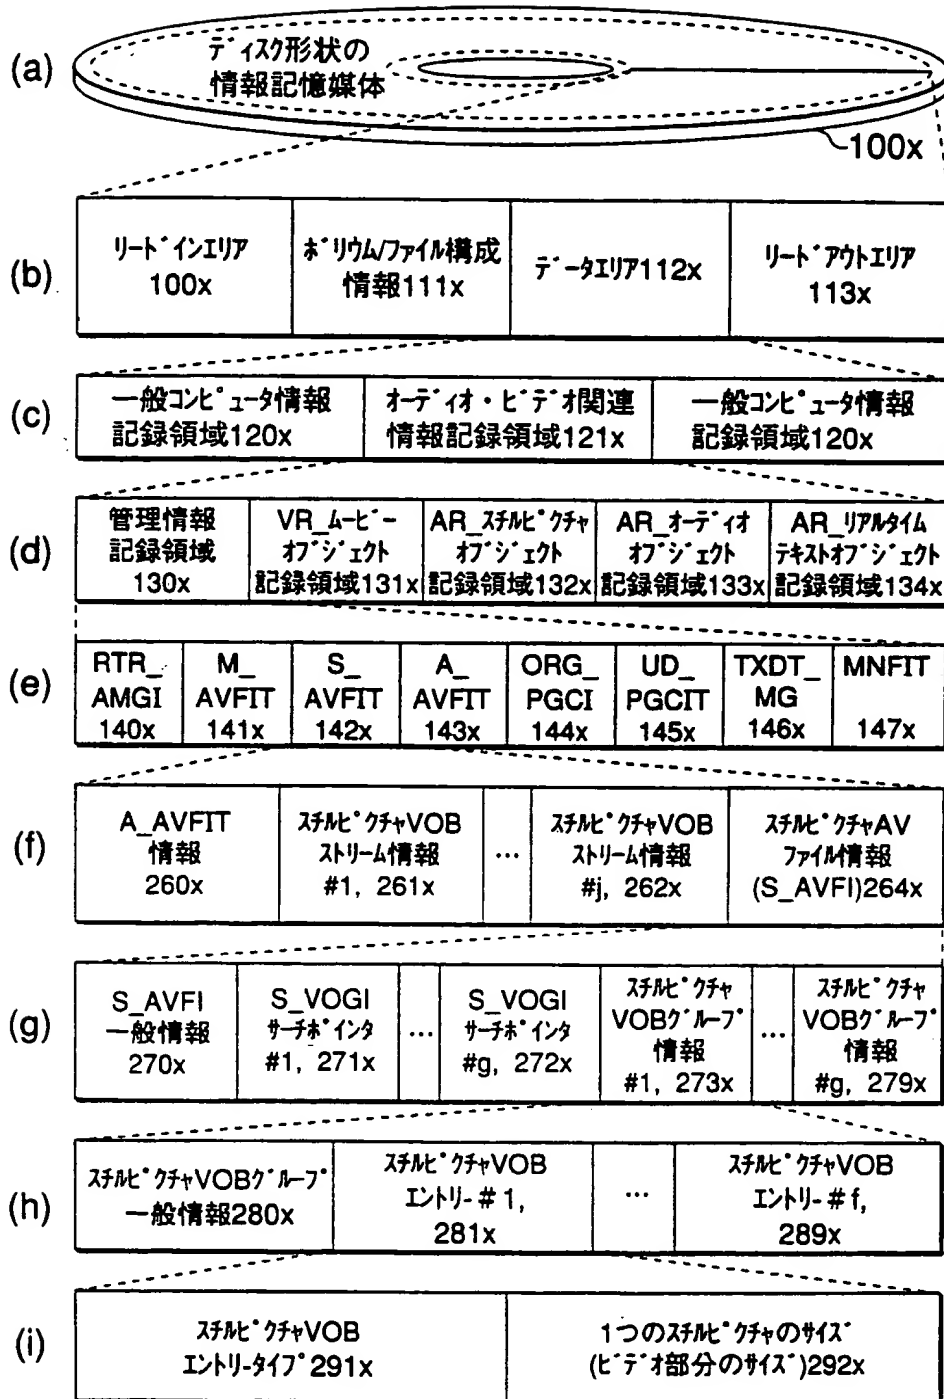 (a)
ディスク形状の
情報記憶媒体
100x
(b)
リードインエリア
100x
ボリウム/ファイル構成
情報111x
データエリア112x
リードアウトエリア
113x
(c)
一般コンピュータ情報
記録領域120x
オーディオ・ビデオ関連
情報記録領域121x
一般コンピュータ情報
記録領域120x
(d)
管理情報
記録領域
130x
VR_ムービー
オブジェクト
記録領域131x
AR_スチルピクチャ
オブジェクト
記録領域132x
AR_オーディオ
オブジェクト
記録領域133x
AR_リアルタイム
テキストオブジェクト
記録領域134x
(e)
RTR_
AMGI
140x
M_
AVFIT
141x
S_
AVFIT
142x
A_
AVFIT
143x
ORG_
PGCI
144x
UD_
PGCIT
145x
TXDT_
MG
146x
MNFIT
147x
(f)
A_AVFIT
情報
260x
スチルピクチャVOB
ストリーム情報
#1, 261x
…
スチルピクチャVOB
ストリーム情報
#j, 262x
スチルピクチャAV
ファイル情報
(S_AVFI)264x
(g)
S_AVFI
一般情報
270x
S_VOGI
サーチポインタ
#1, 271x
…
S_VOGI
サーチポインタ
#g, 272x
スチルピクチャ
VOBグループ
情報
#1, 273x
…
スチルピクチャ
VOBグループ
情報
#g, 279x
(h)
スチルピクチャVOBグループ
一般情報280x
スチルピクチャVOB
エントリー#1,
281x
…
スチルピクチャVOB
エントリー#f,
289x
(i)
スチルピクチャVOB
エントリータイプ291x
1つのスチルピクチャのサイズ
(ビデオ部分のサイズ)292x